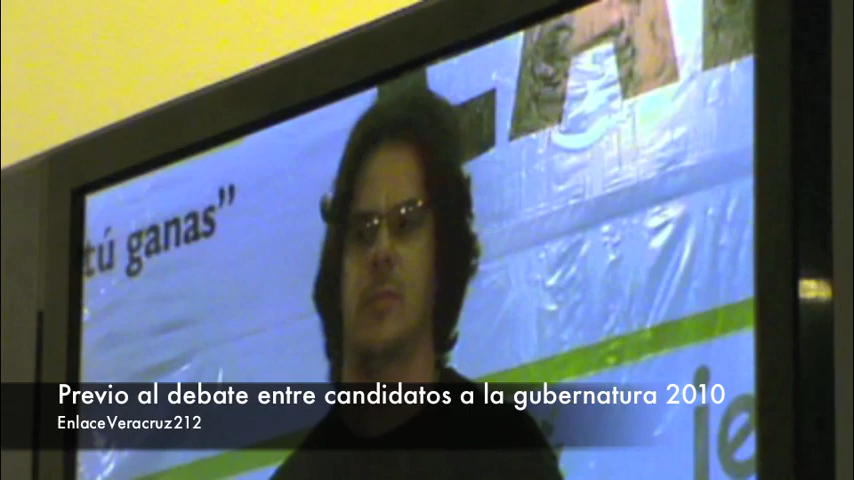 tú ganas”
Previo al debate entre candidatos a la gubernatura 2010
EnlaceVeracruz212